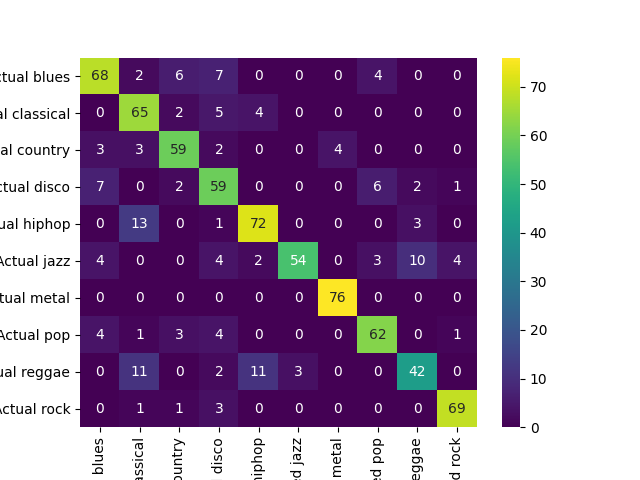 ctual blues 68 2 6 7 0 0 0 4 0 0
al classical 0 65 2 5 4 0 0 0 0 0
al country 3 3 59 2 0 0 4 0 0 0
ctual disco 7 0 2 59 0 0 0 6 2 1
ual hiphop 0 13 0 1 72 0 0 0 3 0
Actual jazz 4 0 0 4 2 54 0 3 10 4
tual metal 0 0 0 0 0 0 76 0 0 0
Actual pop 4 1 3 4 0 0 0 62 0 1
ual reggae 0 11 0 2 11 3 0 0 42 0
Actual rock 0 1 1 3 0 0 0 0 0 69
blues
assical
ountry
disco
hiphop
d jazz
metal
ed pop
eggae
d rock
70
60
50
40
30
20
10
0